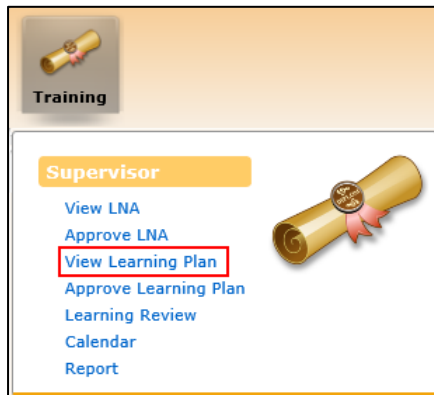 Training
Supervisor
View LNA
Approve LNA
View Learning Plan
Approve Learning Plan
Learning Review
Calendar
Report